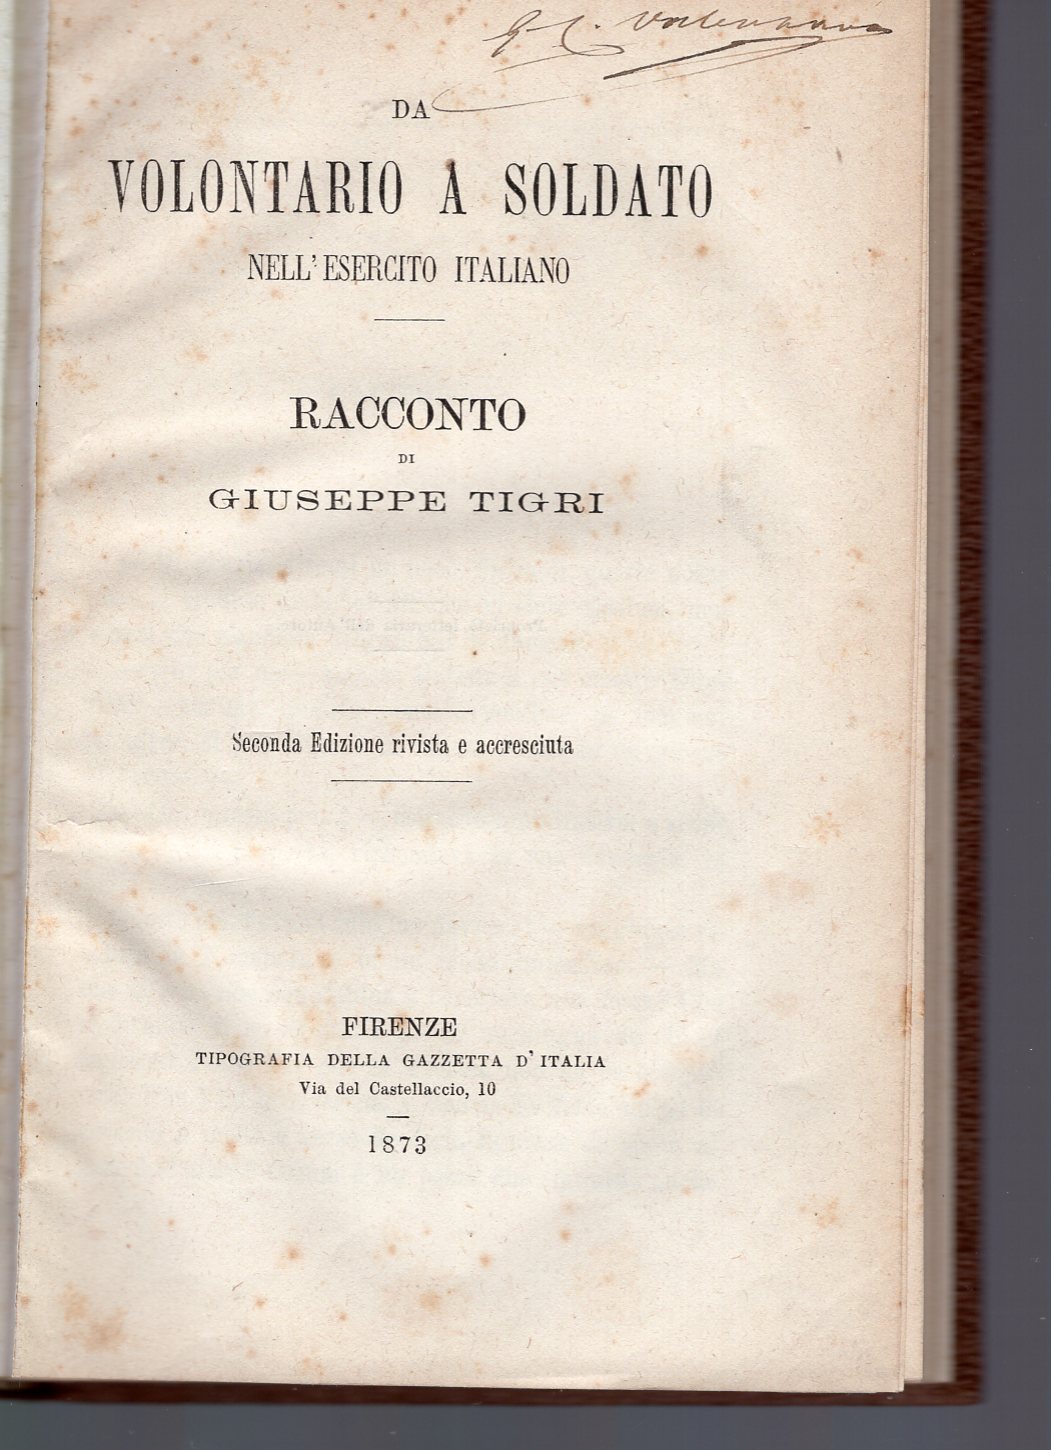 DA
VOLONTARIO A SOLDATO
NELL' ESERCITO ITALIANO
RACCONTO
DI
GIUSEPPE TIGRI
Seconda Edizione rivista e accresciuta
FIRENZE
TIPOGRAFIA DELLA GAZZETTA D'ITALIA
Via del Castellaccio, 10
1873